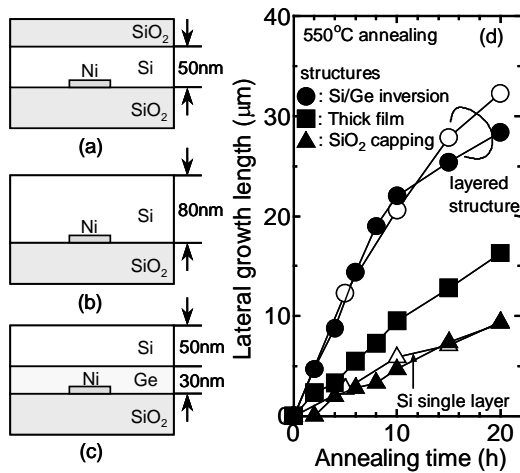 SiO2
Ni
Si
50nm
SiO2
(a)
Si
80nm
Ni
SiO2
(b)
Si
50nm
Ni
Ge
30nm
SiO2
(c)
40
30
20
10
0
Lateral growth length (μm)
550°C annealing
(d)
structures
●: Si/Ge inversion
■: Thick film
▲: SiO2 capping
layered
structure
Si single layer
0
10
20
Annealing time (h)